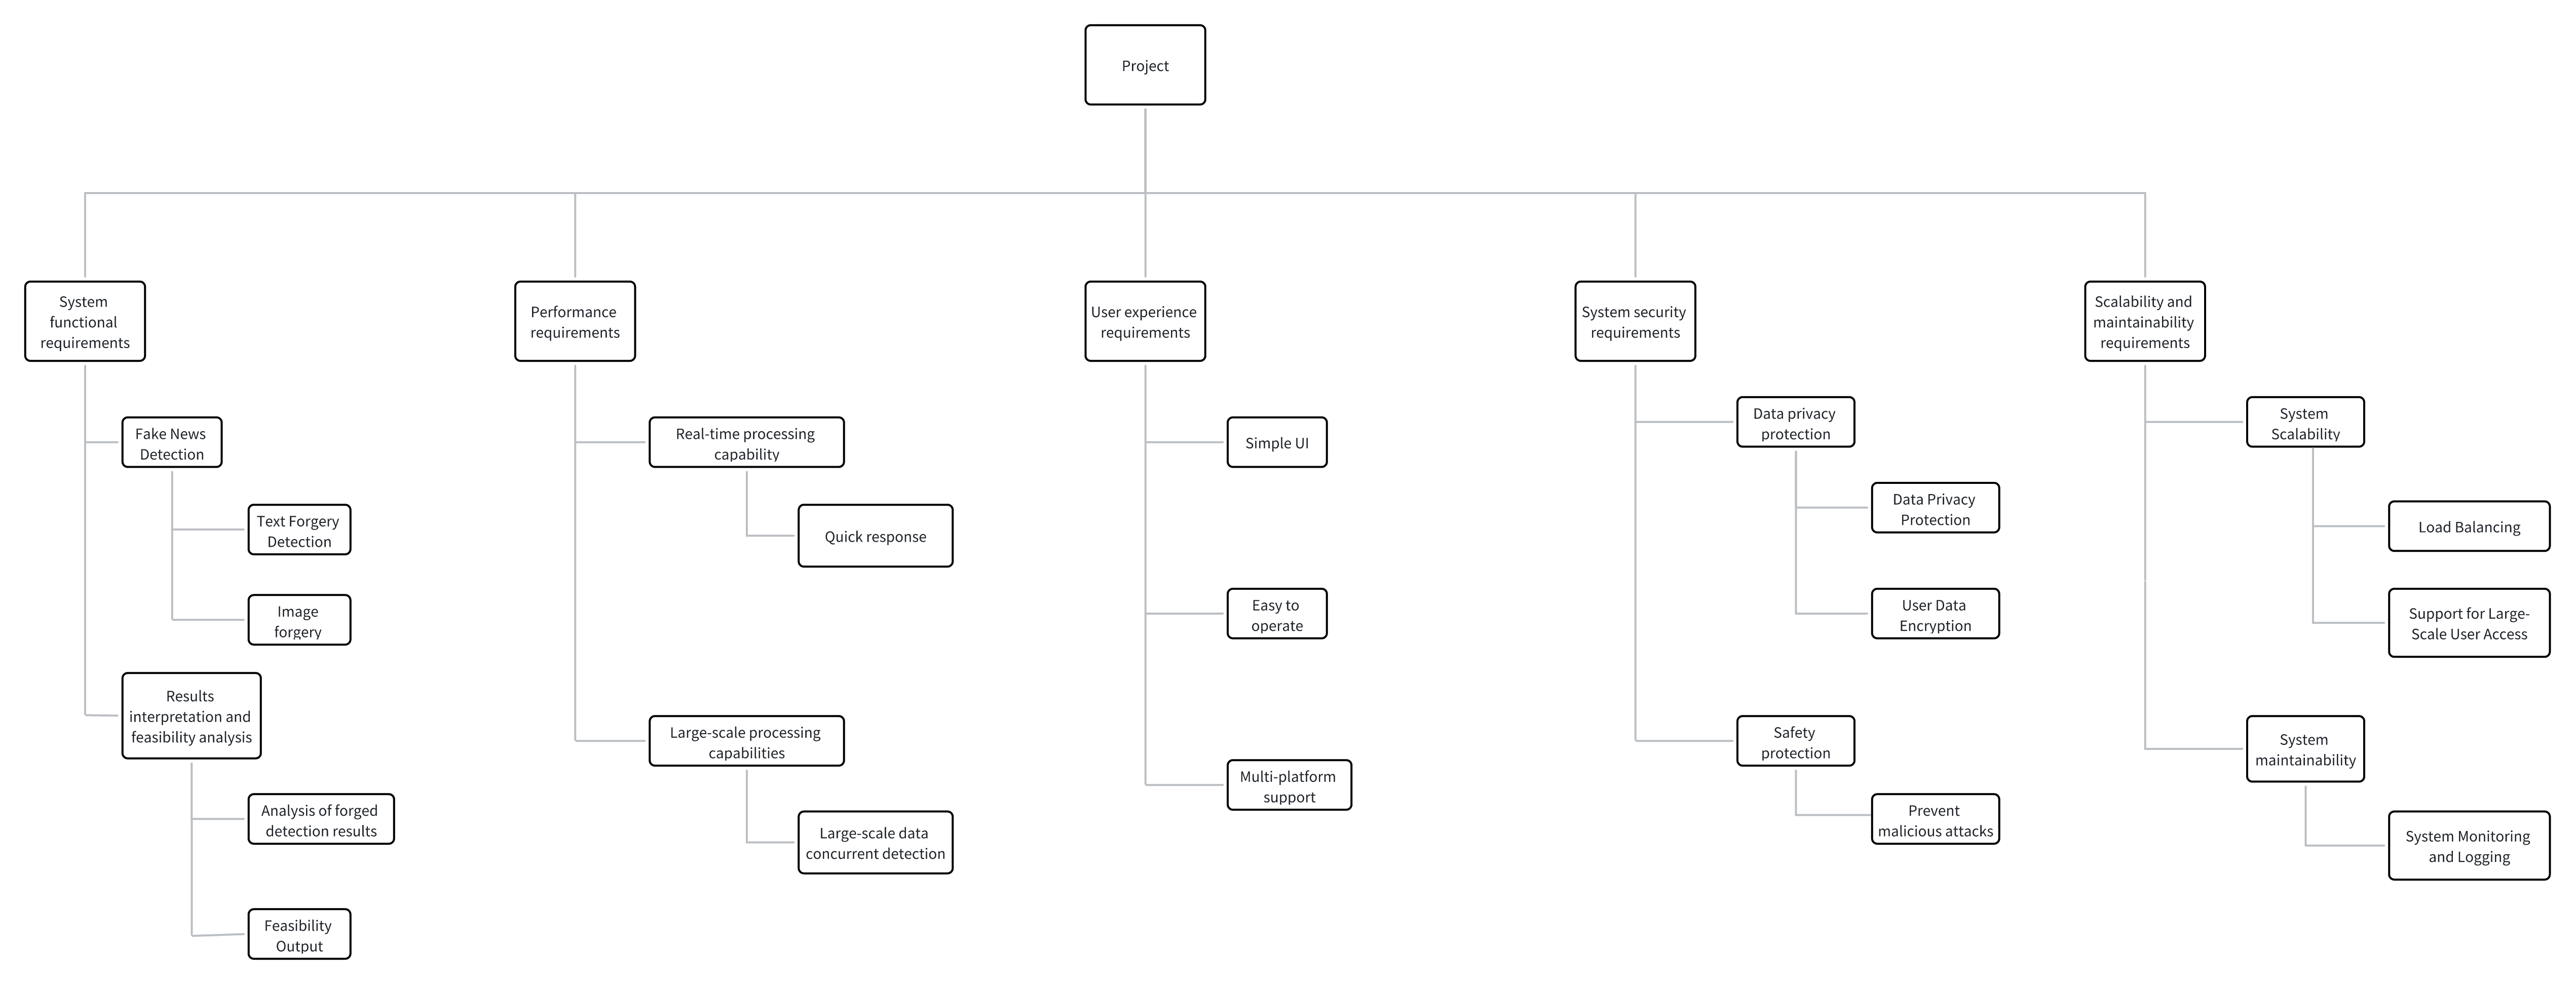 Project
System
functional
requirements
Fake News
Detection
Text Forgery
Detection
Image
forgery
Results
interpretation and
feasibility analysis
Analysis of forged
detection results
Feasibility
Output
Performance
requirements
Real-time processing
capability
Quick response
Large-scale processing
capabilities
Large-scale data
concurrent detection
User experience
requirements
Simple UI
Easy to
operate
Multi-platform
support
System security
requirements
Data privacy
protection
Data Privacy
Protection
User Data
Encryption
Safety
protection
Prevent
malicious attacks
Scalability and
maintainability
requirements
System
Scalability
Load Balancing
Support for Large-
Scale User Access
System
maintainability
System Monitoring
and Logging